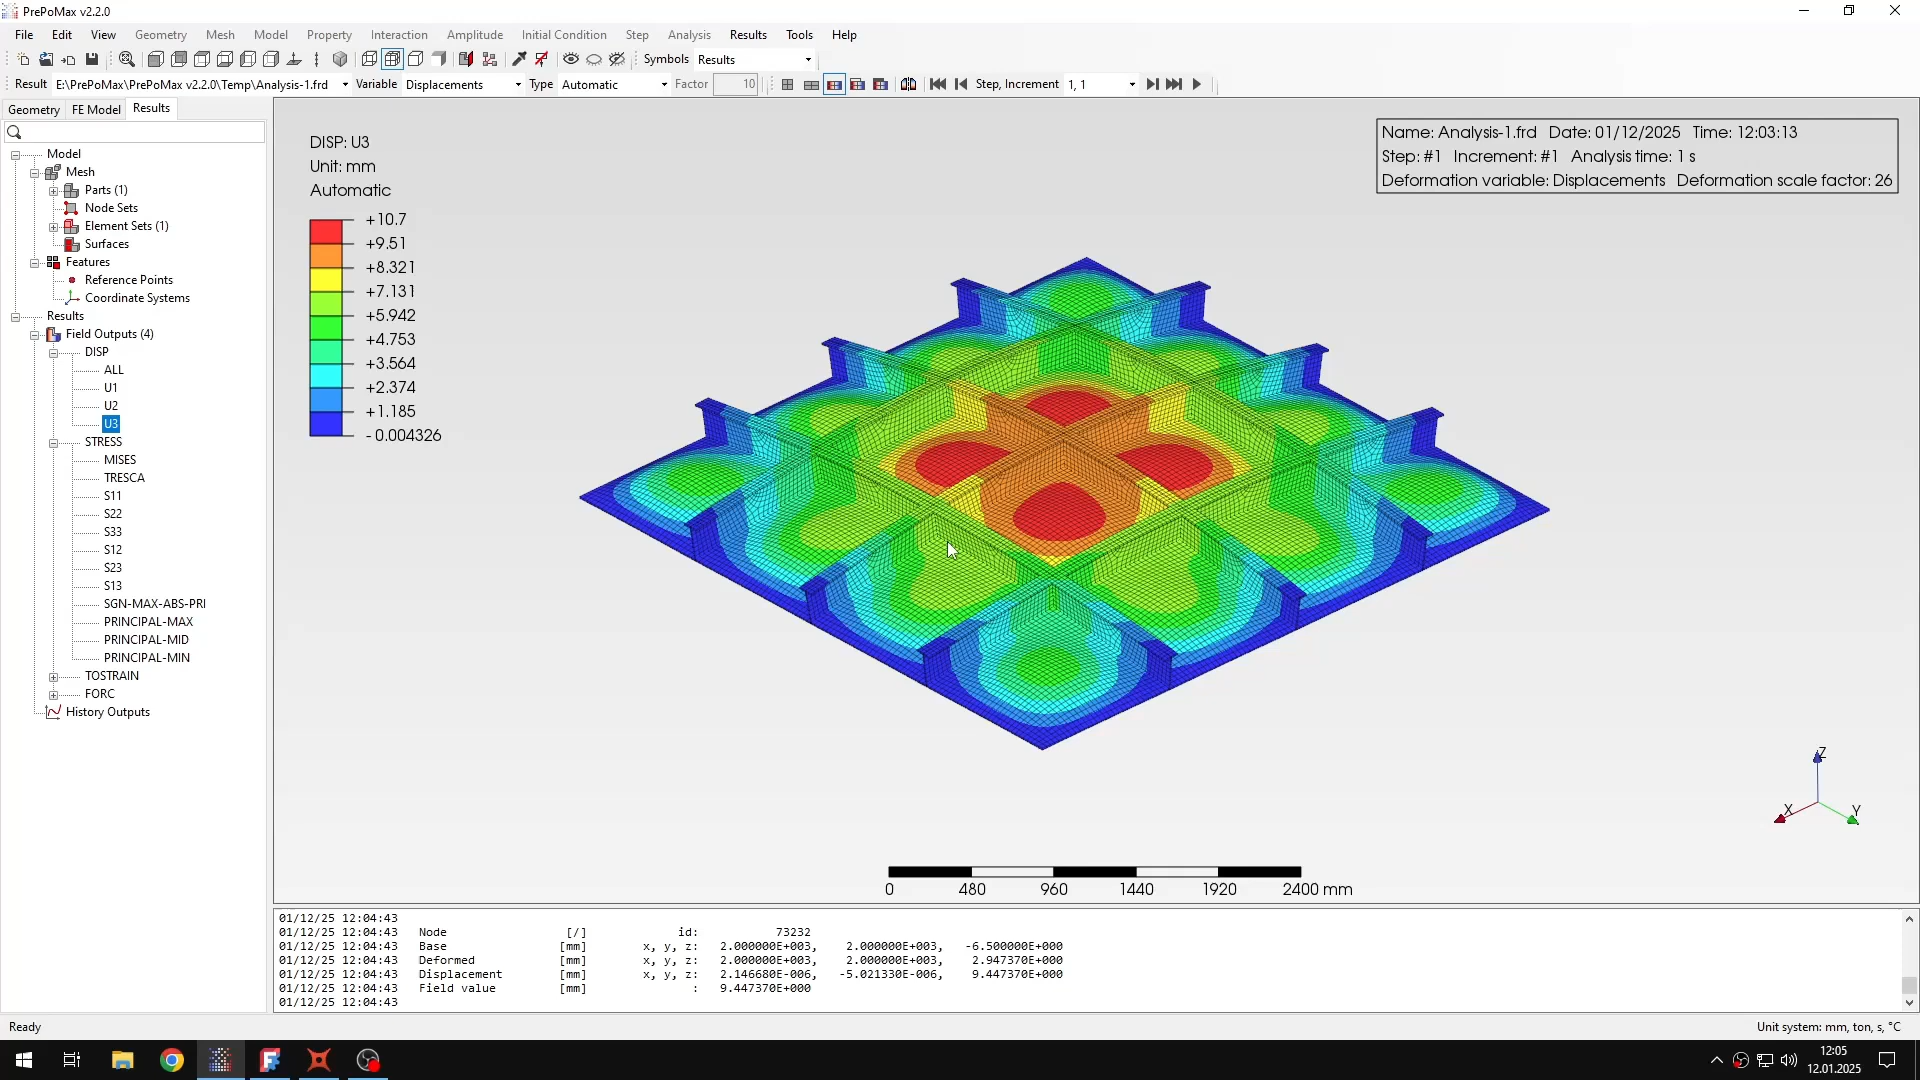 PrePoMax v2.2.0
File Edit View Geometry Mesh Model Property Interaction Amplitude Initial Condition Step Analysis Results Tools Help
Symbols Results
Result E:\PrePoMax\PrePoMax v2.2.0\Temp\Analysis-1.frd Variable Displacements Type Automatic Factor 10 Step, Increment 1, 1
Geometry FE Model Results
Model
Mesh
Parts (1)
Node Sets
Element Sets (1)
Surfaces
Features
Reference Points
Coordinate Systems
Results
Field Outputs (4)
DISP
ALL
U1
U2
U3
STRESS
MISES
TRESCA
S11
S22
S33
S12
S23
S13
SGN-MAX-ABS-PRI
PRINCIPAL-MAX
PRINCIPAL-MID
PRINCIPAL-MIN
TOSTRAIN
FORC
History Outputs
DISP: U3
Unit: mm
Automatic
+10.7
+9.51
+8.321
+7.131
+5.942
+4.753
+3.564
+2.374
+1.185
-0.004326
Name: Analysis-1.frd Date: 01/12/2025 Time: 12:03:13
Step: #1 Increment: #1 Analysis time: 1 s
Deformation variable: Displacements Deformation scale factor: 26
Z
X Y
0 480 960 1440 1920 2400 mm
01/12/25 12:04:43
01/12/25 12:04:43 Node [/] id: 73232
01/12/25 12:04:43 Base [mm] x, y, z: 2.000000E+003, 2.000000E+003, -6.500000E+000
01/12/25 12:04:43 Deformed [mm] x, y, z: 2.000000E+003, 2.000000E+003, 2.947370E+000
01/12/25 12:04:43 Displacement [mm] x, y, z: 2.146680E-006, -5.021330E-006, 9.447370E+000
01/12/25 12:04:43 Field value [mm] : 9.447370E+000
01/12/25 12:04:43
Ready Unit system: mm, ton, s, °C
12:05
12.01.2025